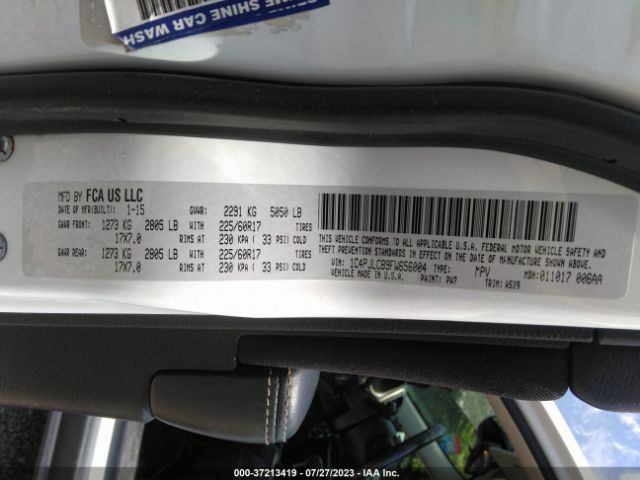 SHINE CAR WASH
MFD BY FCA US LLC
DATE OF MFR(BUILT): 1-15 GVWR: 2291 KG 5050 LB
GAWR FRONT: 1273 KG 2805 LB WITH 225/60R17 TIRES
17X7.0 RIMS AT 230 KPA ( 33 PSI) COLD
GAWR REAR: 1273 KG 2805 LB WITH 225/60R17 TIRES
17X7.0 RIMS AT 230 KPA ( 33 PSI) COLD
THIS VEHICLE CONFORMS TO ALL APPLICABLE U.S.A. FEDERAL MOTOR VEHICLE SAFETY AND
THEFT PREVENTION STANDARDS IN EFFECT ON THE DATE OF MANUFACTURE SHOWN ABOVE.
VIN: 1C4PJLCB9FW656004 TYPE: MPV MDH: 011017 006AA
VEHICLE MADE IN U.S.A. PAINT: PW7 TRIM: A5X9
000-37213419 - 07/27/2023 - IAA Inc.